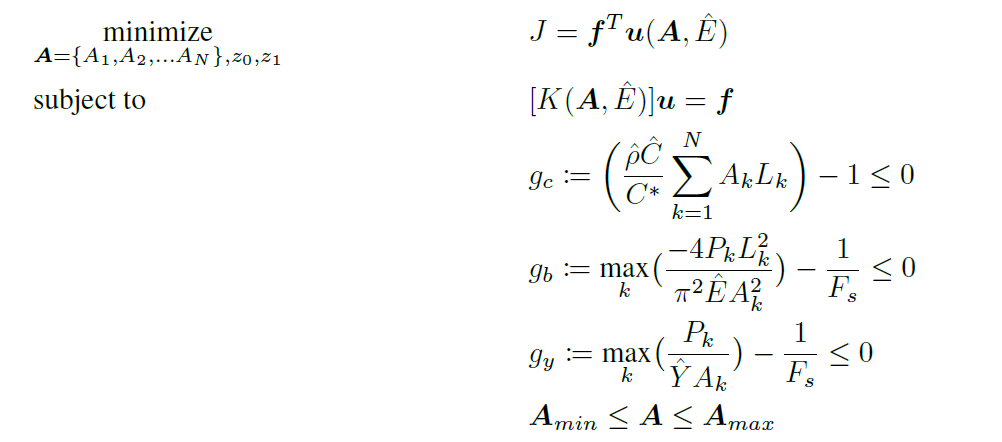 minimize J = f^T u(A, Ê)
A={A_1,A_2,...A_N},z_0,z_1
subject to [K(A, Ê)]u = f
g_c := ( ρ̂Ĉ / C* ∑_{k=1}^{N} A_k L_k ) − 1 ≤ 0
g_b := max_k ( −4P_k L_k^2 / π^2 Ê A_k^2 ) − 1/F_s ≤ 0
g_y := max_k ( P_k / Ŷ A_k ) − 1/F_s ≤ 0
A_min ≤ A ≤ A_max